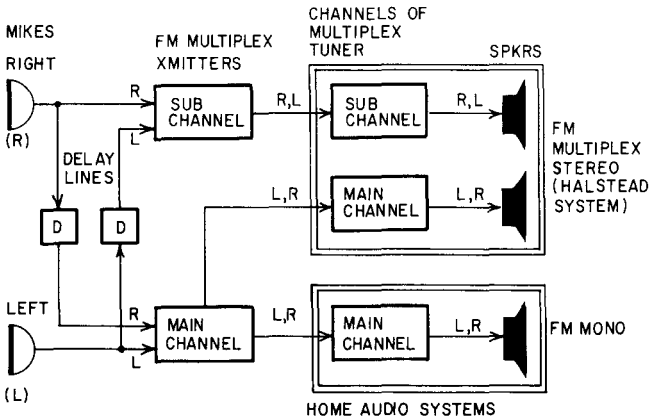 MIKES
RIGHT
(R)
FM MULTIPLEX
XMITTERS
CHANNELS OF
MULTIPLEX
TUNER
SPKRS
R
L
SUB
CHANNEL
R,L
SUB
CHANNEL
R,L
DELAY
LINES
FM
MULTIPLEX
STEREO
(HALSTEAD
SYSTEM)
L,R
MAIN
CHANNEL
L,R
D
D
LEFT
(L)
R
L
MAIN
CHANNEL
L,R
MAIN
CHANNEL
L,R
FM MONO
HOME AUDIO SYSTEMS